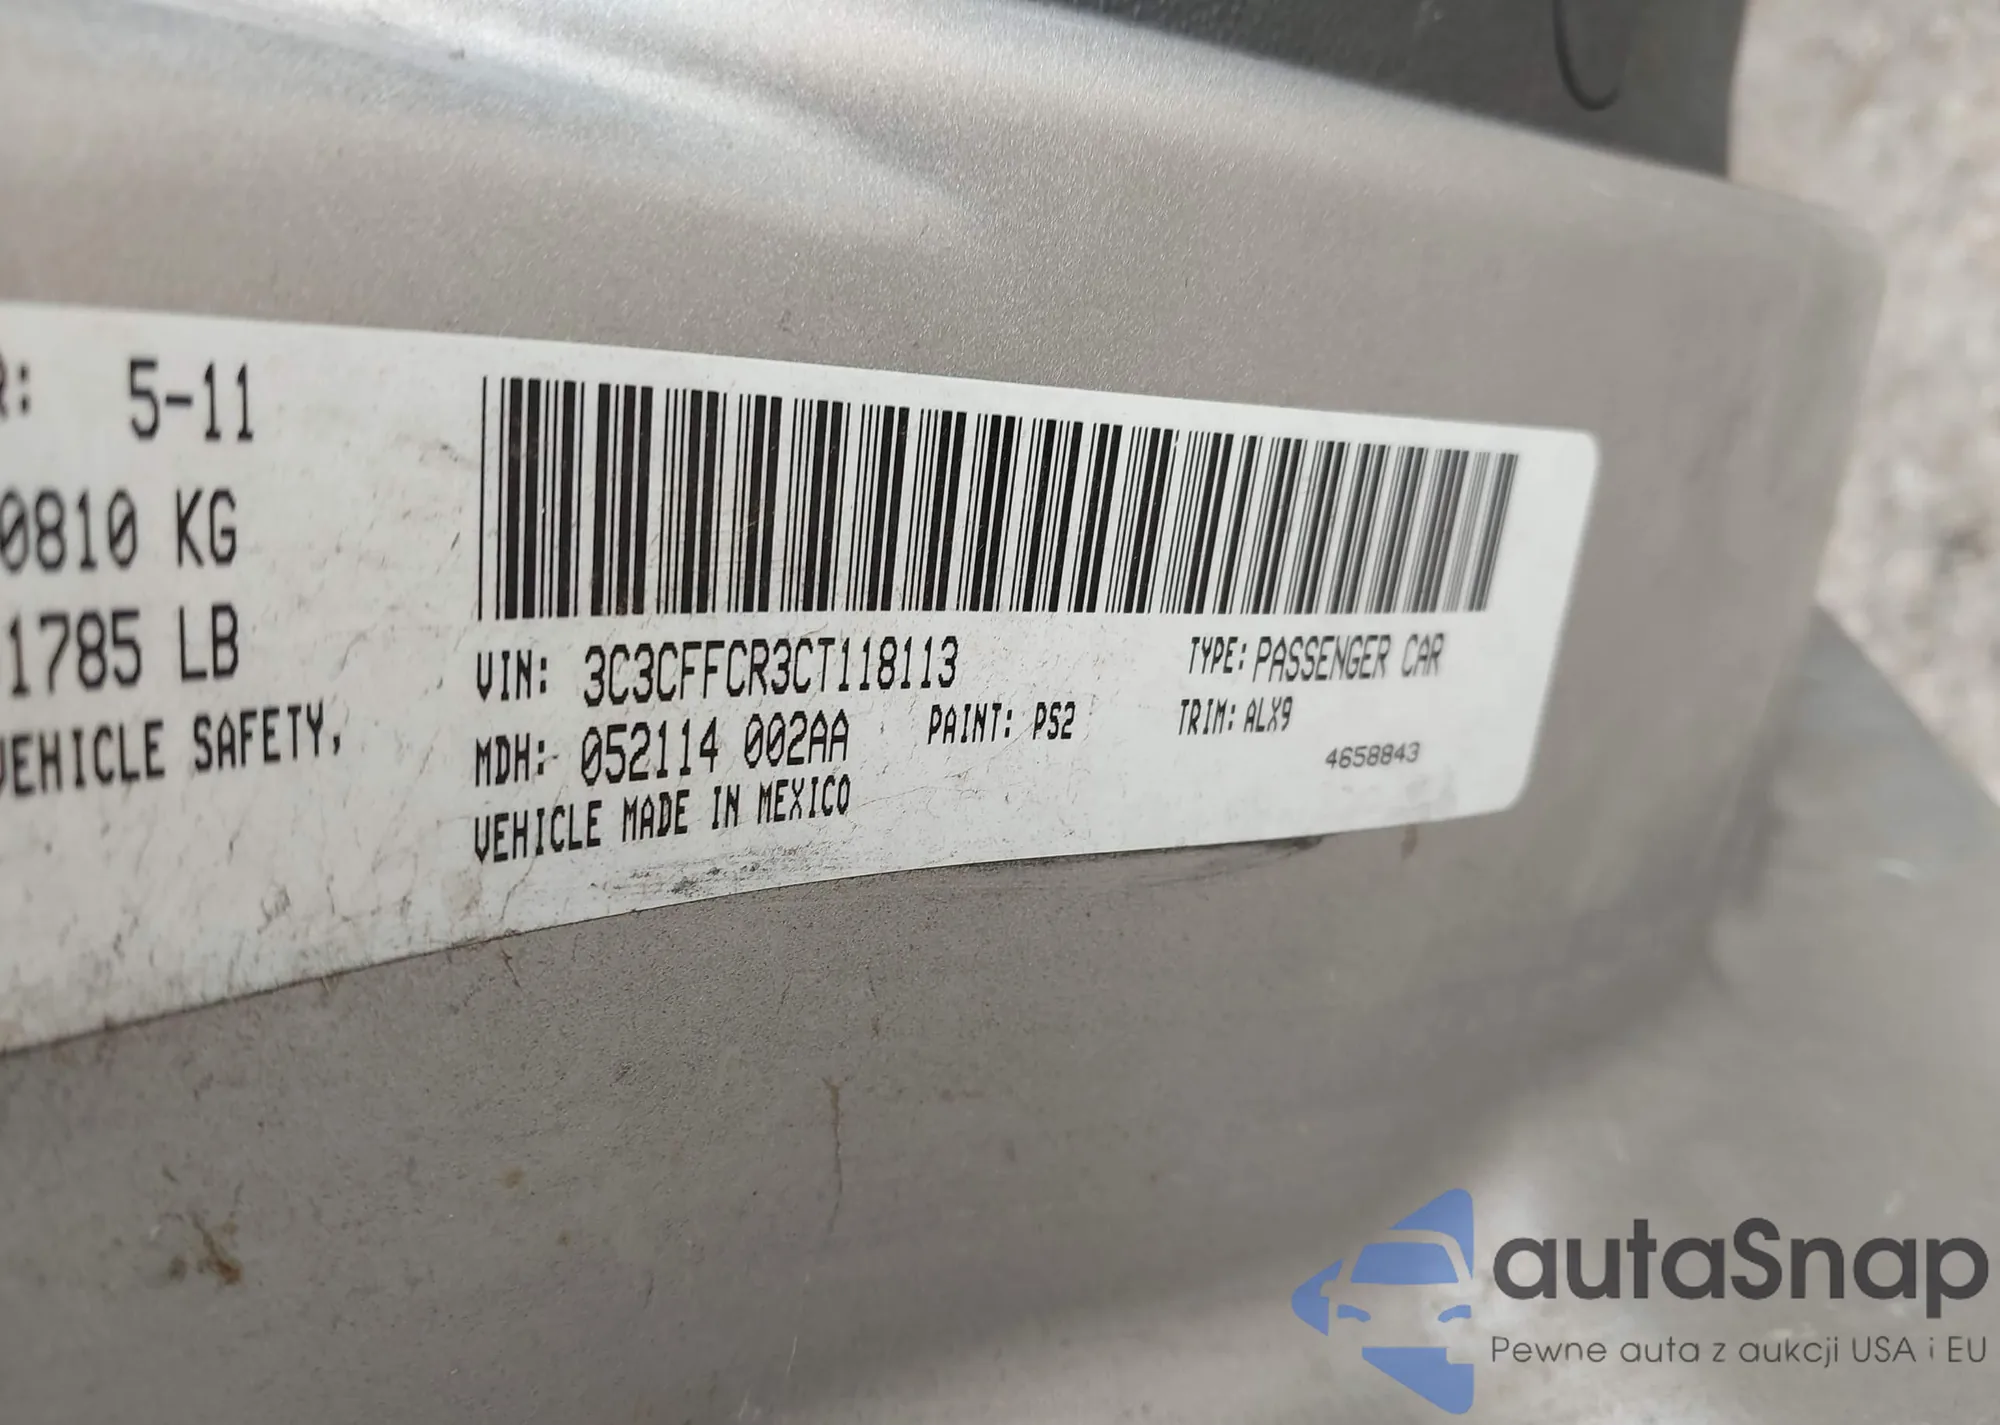 R: 5-11
0810 KG
1785 LB
VEHICLE SAFETY,
VIN: 3C3CFFCR3CT118113
TYPE: PASSENGER CAR
MDH: 052114 002AA
PAINT: PS2
TRIM: ALX9
4658843
VEHICLE MADE IN MEXICO
autaSnap
Pewne auta z aukcji USA i EU